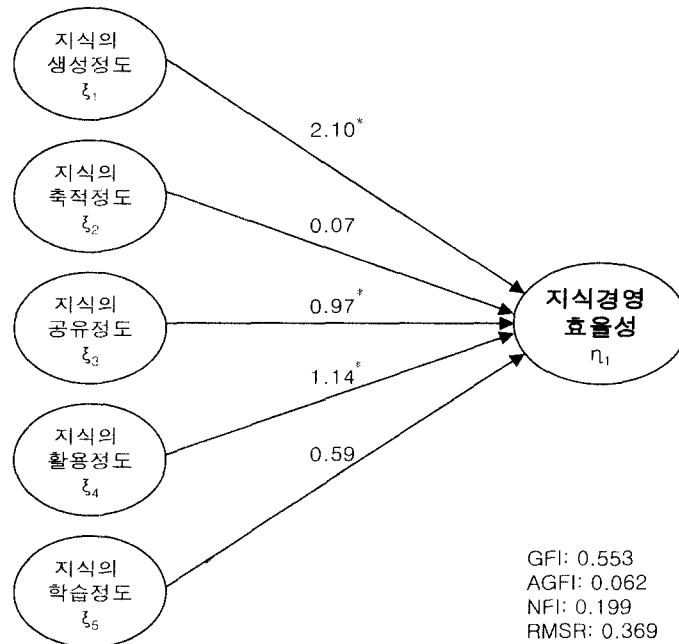 지식의
생성정도
ξ₁
2.10*
지식의
축적정도
ξ₂
0.07
지식의
공유정도
ξ₃
0.97*
지식의
활용정도
ξ₄
1.14*
지식의
학습정도
ξ₅
0.59
지식경영
효율성
η₁
GFI: 0.553
AGFI: 0.062
NFI: 0.199
RMSR: 0.369